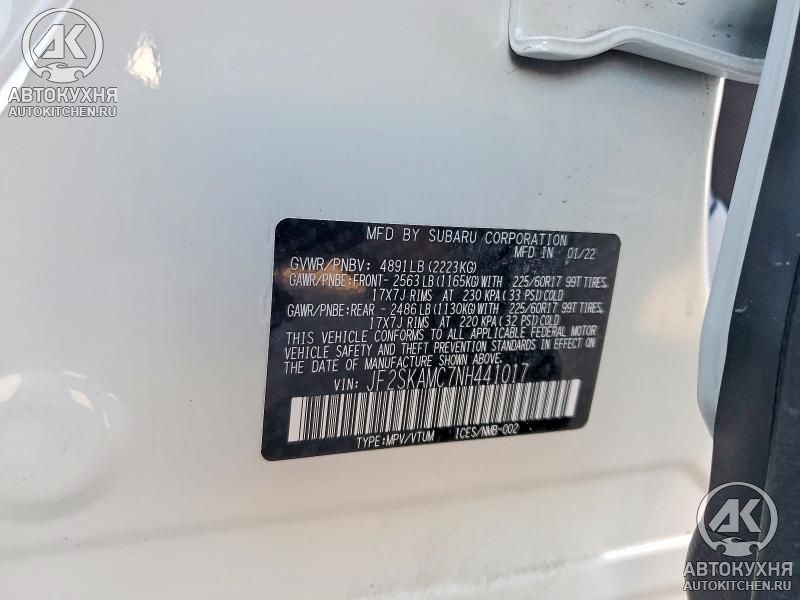 АК
АВТОКУХНЯ
AUTOKITCHEN.RU
MFD BY SUBARU CORPORATION
MFD IN 01/22
GVWR/PNBV: 4891LB(2223KG)
GAWR/PNBE:FRONT- 2563LB(1165KG)WITH 225/60R17 99T TIRES,
17X7J RIMS AT 230 KPA(33 PSI)COLD
GAWR/PNBE:REAR - 2486LB(1130KG)WITH 225/60R17 99T TIRES,
17X7J RIMS AT 220 KPA(32 PSI)COLD
THIS VEHICLE CONFORMS TO ALL APPLICABLE FEDERAL MOTOR
VEHICLE SAFETY AND THEFT PREVENTION STANDARDS IN EFFECT ON
THE DATE OF MANUFACTURE SHOWN ABOVE.
VIN: JF2SKAMC7NH441017
TYPE:MPV/VTUM ICES/NMB-002
АК
АВТОКУХНЯ
AUTOKITCHEN.RU